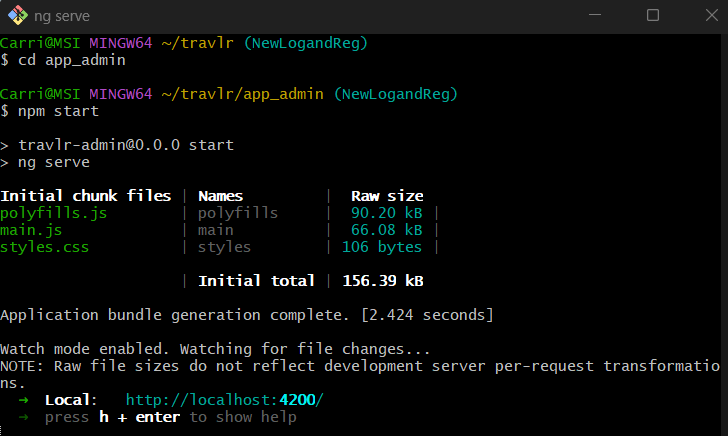 ng serve
Carri@MSI MINGW64 ~/travlr (NewLogandReg)
$ cd app_admin
Carri@MSI MINGW64 ~/travlr/app_admin (NewLogandReg)
$ npm start
> travlr-admin@0.0.0 start
> ng serve
Initial chunk files | Names | Raw size
polyfills.js | polyfills | 90.20 kB |
main.js | main | 66.08 kB |
styles.css | styles | 106 bytes |
| Initial total | 156.39 kB
Application bundle generation complete. [2.424 seconds]
Watch mode enabled. Watching for file changes...
NOTE: Raw file sizes do not reflect development server per-request transformatio
ns.
➜ Local: http://localhost:4200/
➜ press h + enter to show help